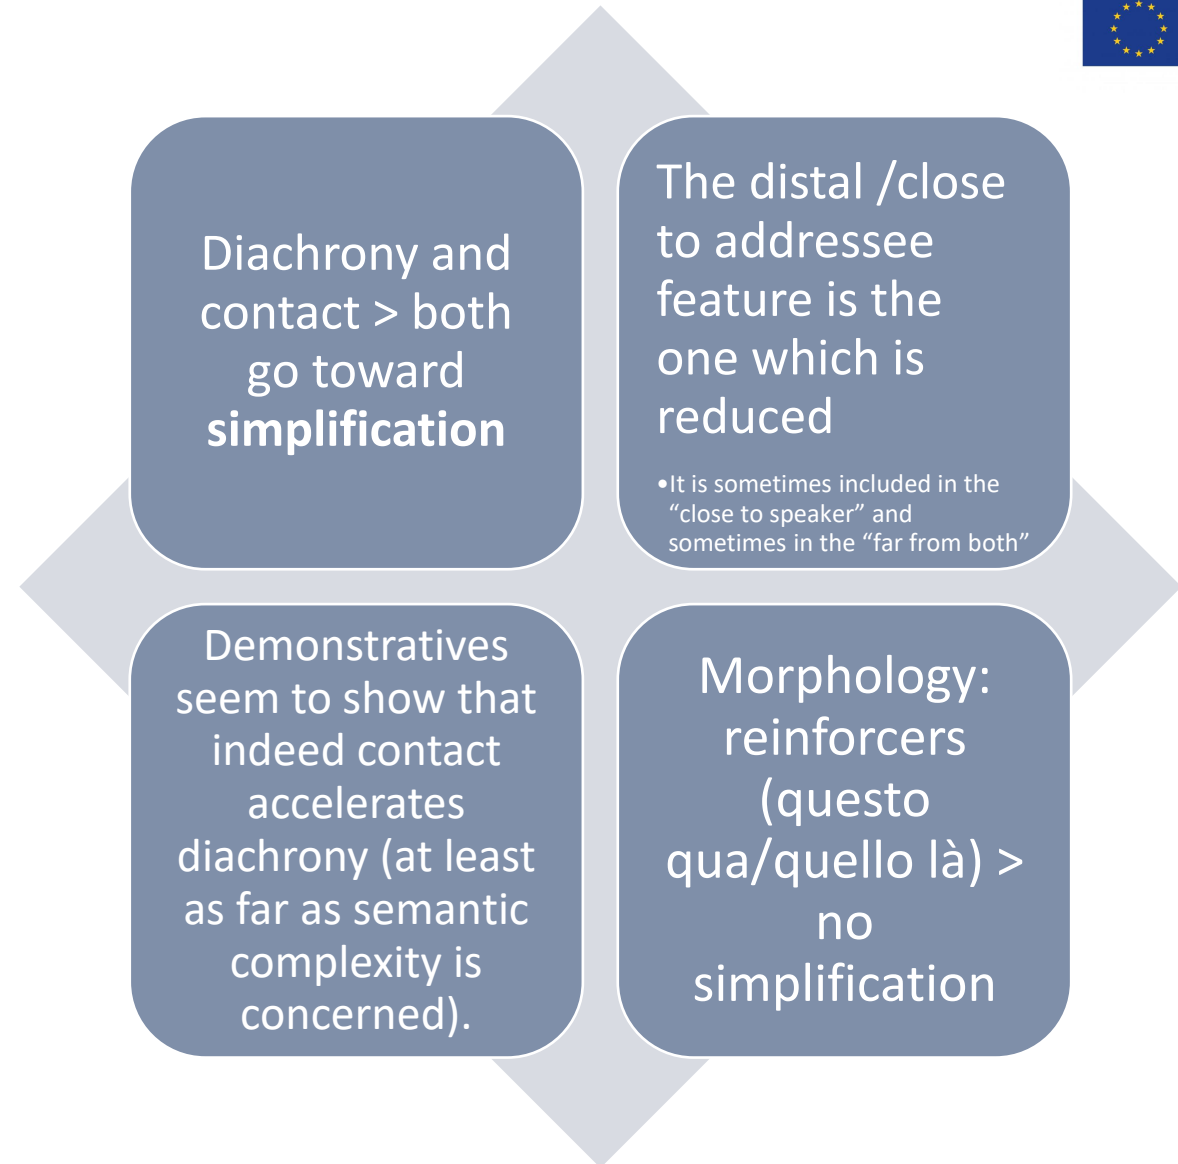 Diachrony and
contact > both
go toward
simplification
The distal /close
to addressee
feature is the
one which is
reduced
•It is sometimes included in the
“close to speaker” and
sometimes in the “far from both”
Demonstratives
seem to show that
indeed contact
accelerates
diachrony (at least
as far as semantic
complexity is
concerned).
Morphology:
reinforcers
(questo
qua/quello là) >
no
simplification